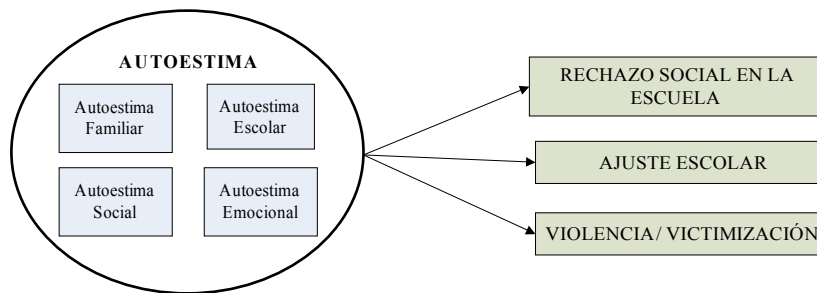 AUTOESTIMA
Autoestima
Familiar
Autoestima
Escolar
Autoestima
Social
Autoestima
Emocional
RECHAZO SOCIAL EN LA
ESCUELA
AJUSTE ESCOLAR
VIOLENCIA/ VICTIMIZACIÓN